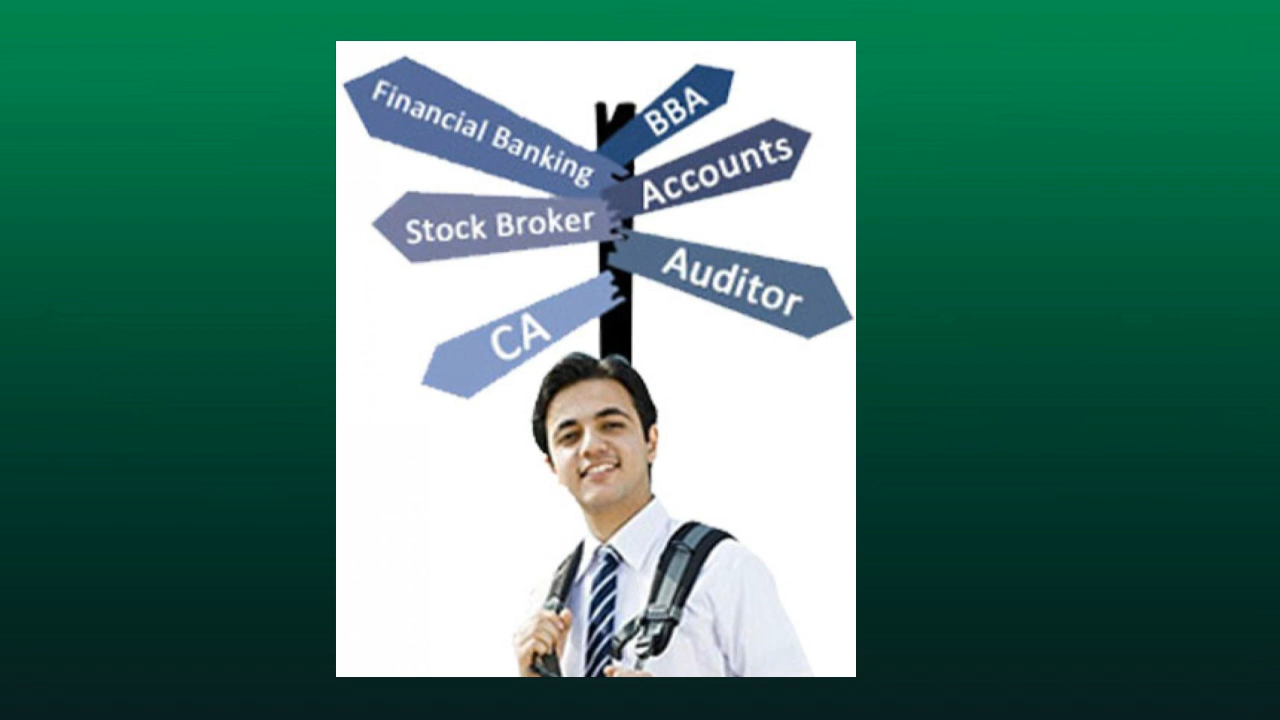 Financial Banking
BBA
Accounts
Stock Broker
Auditor
CA